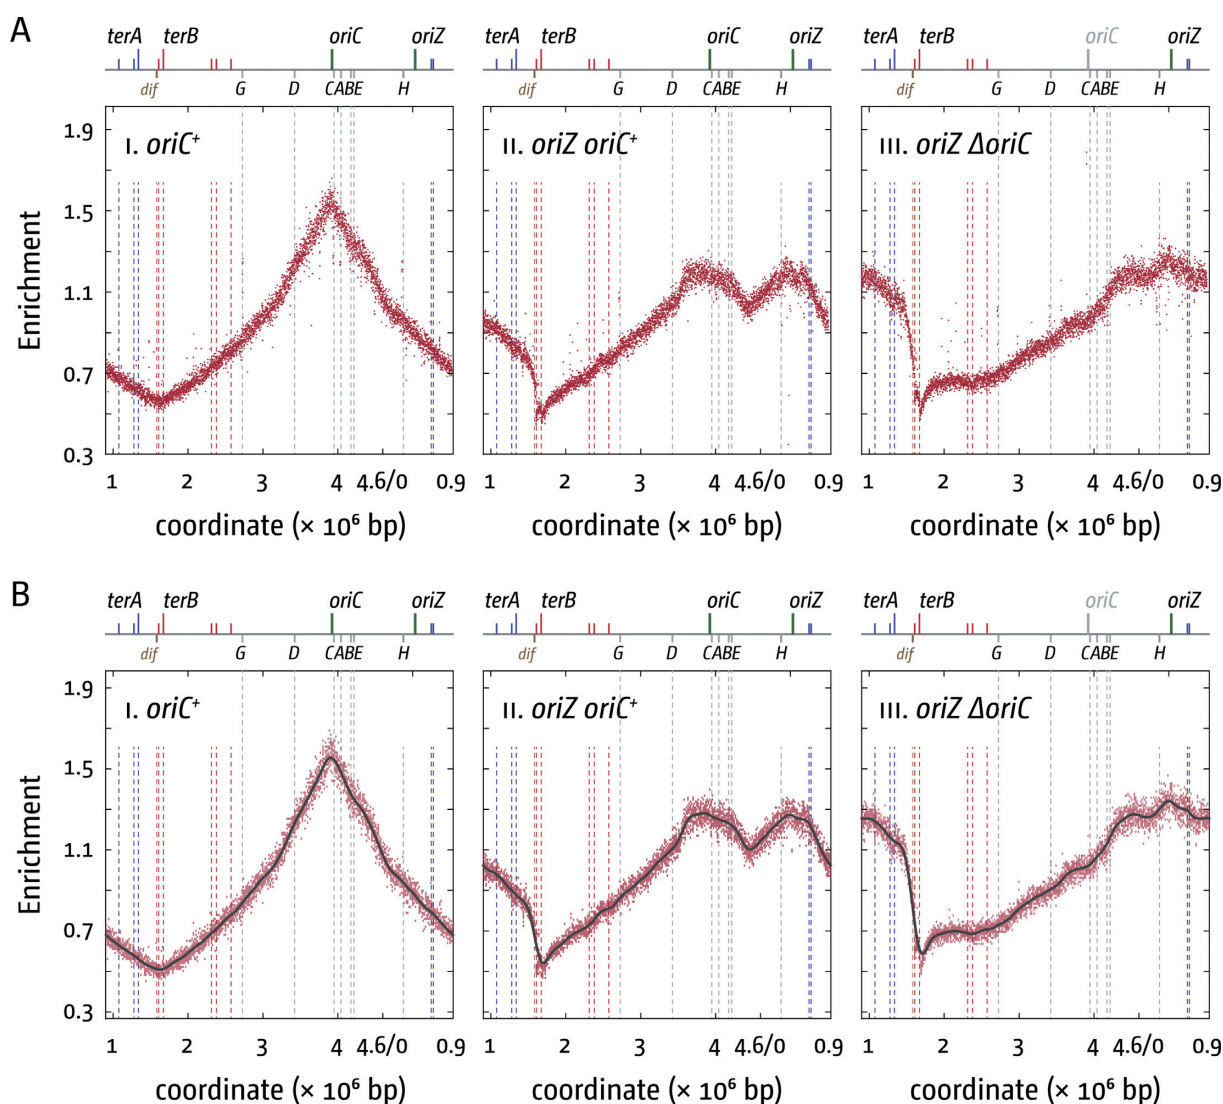 A
terA terB oriC oriZ
dif G D CABE H
terA terB oriC oriZ
dif G D CABE H
terA terB oriC oriZ
dif G D CABE H
Enrichment
1.9
1.5
1.1
0.7
0.3
I. oriC⁺
II. oriZ oriC⁺
III. oriZ ΔoriC
1 2 3 4 4.6/0 0.9
1 2 3 4 4.6/0 0.9
1 2 3 4 4.6/0 0.9
coordinate (× 10⁶ bp)
coordinate (× 10⁶ bp)
coordinate (× 10⁶ bp)
B
terA terB oriC oriZ
dif G D CABE H
terA terB oriC oriZ
dif G D CABE H
terA terB oriC oriZ
dif G D CABE H
Enrichment
1.9
1.5
1.1
0.7
0.3
I. oriC⁺
II. oriZ oriC⁺
III. oriZ ΔoriC
1 2 3 4 4.6/0 0.9
1 2 3 4 4.6/0 0.9
1 2 3 4 4.6/0 0.9
coordinate (× 10⁶ bp)
coordinate (× 10⁶ bp)
coordinate (× 10⁶ bp)